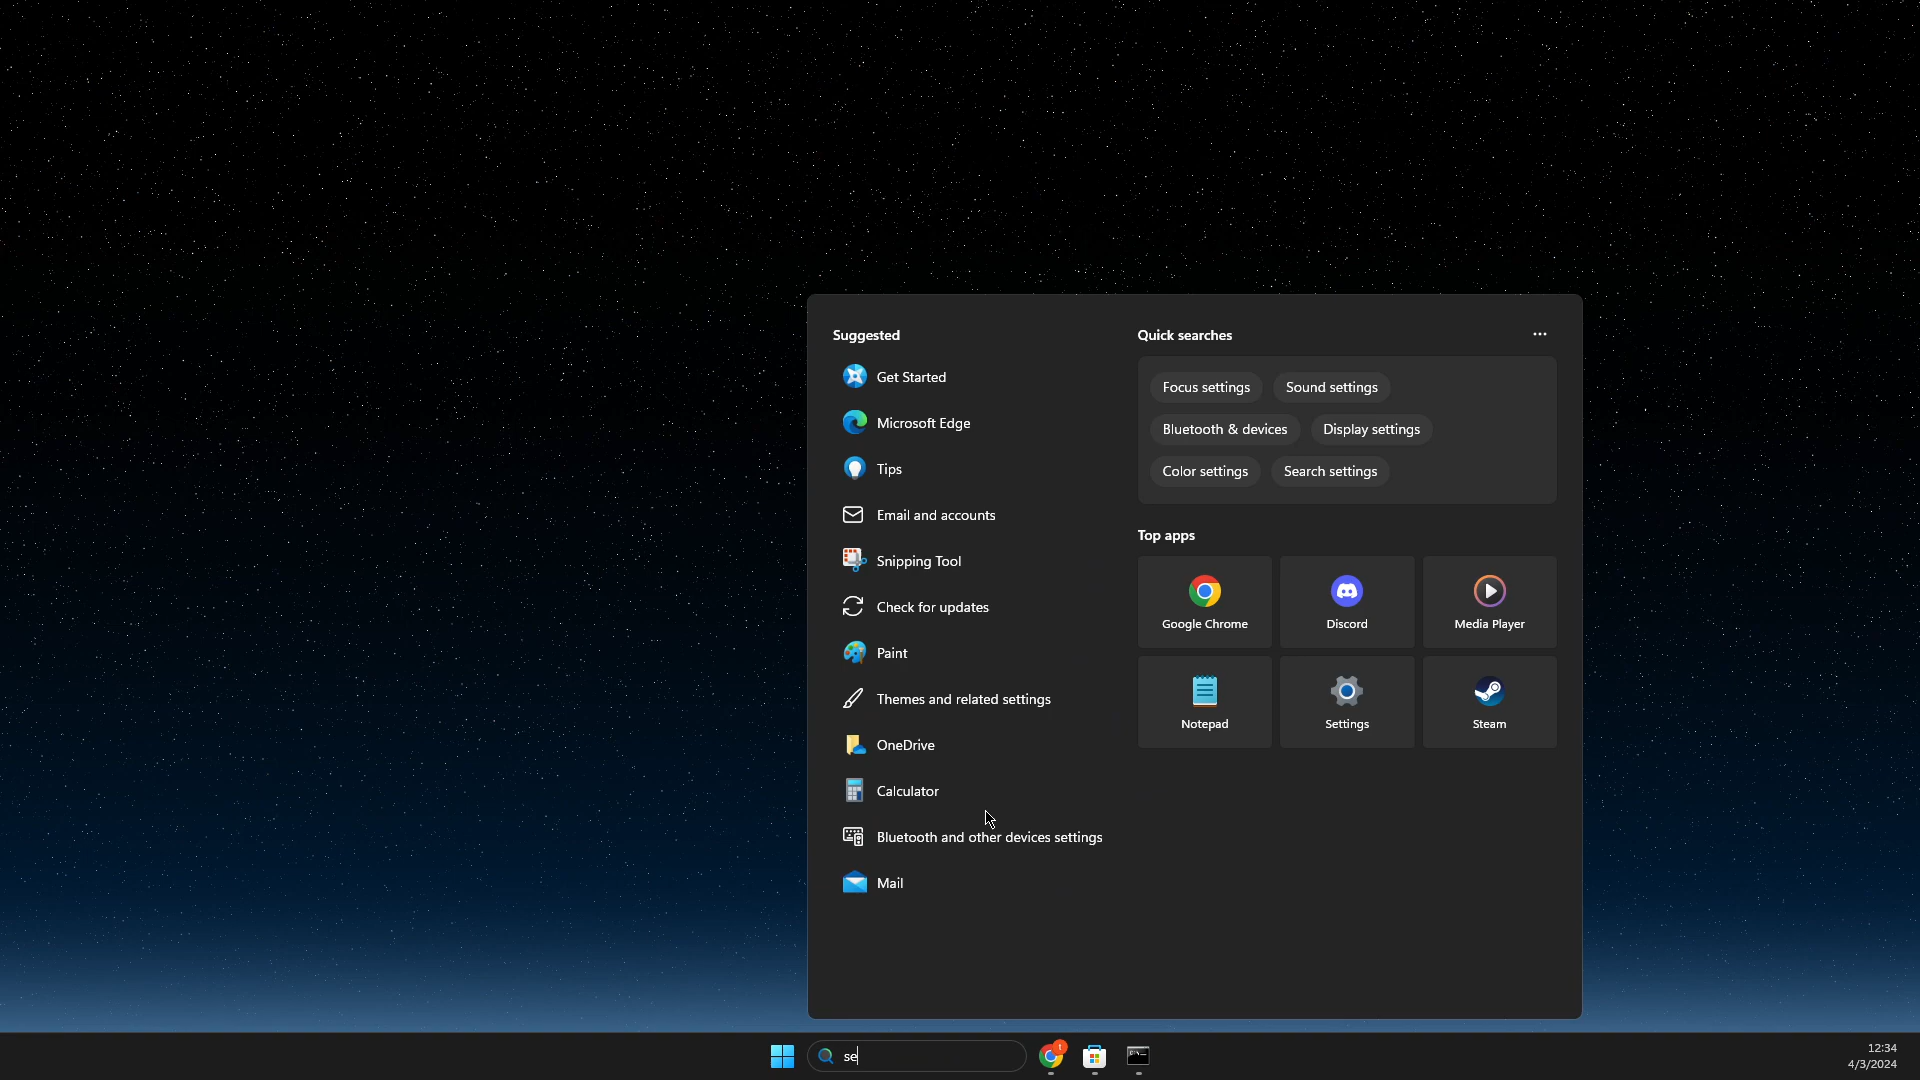 Suggested
Get Started
Microsoft Edge
Tips
Email and accounts
Snipping Tool
Check for updates
Paint
Themes and related settings
OneDrive
Calculator
Bluetooth and other devices settings
Mail
Quick searches
Focus settings
Sound settings
Bluetooth & devices
Display settings
Color settings
Search settings
Top apps
Google Chrome
Discord
Media Player
Notepad
Settings
Steam
se
12:34
4/3/2024